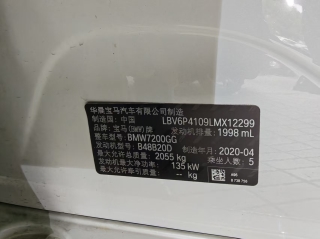 华晨宝马汽车有限公司制造
制造国：中国 LBV6P4109LMX12299
品牌：宝马(BMW)牌 发动机排量：1998 mL
整车型号：BMW7200GG
发动机型号：B48B20D
最大允许总质量：2055 kg 制造年月：2020-04
发动机最大净功率：135 kW 乘坐人数：5
最大允许牵引质量：-- kg